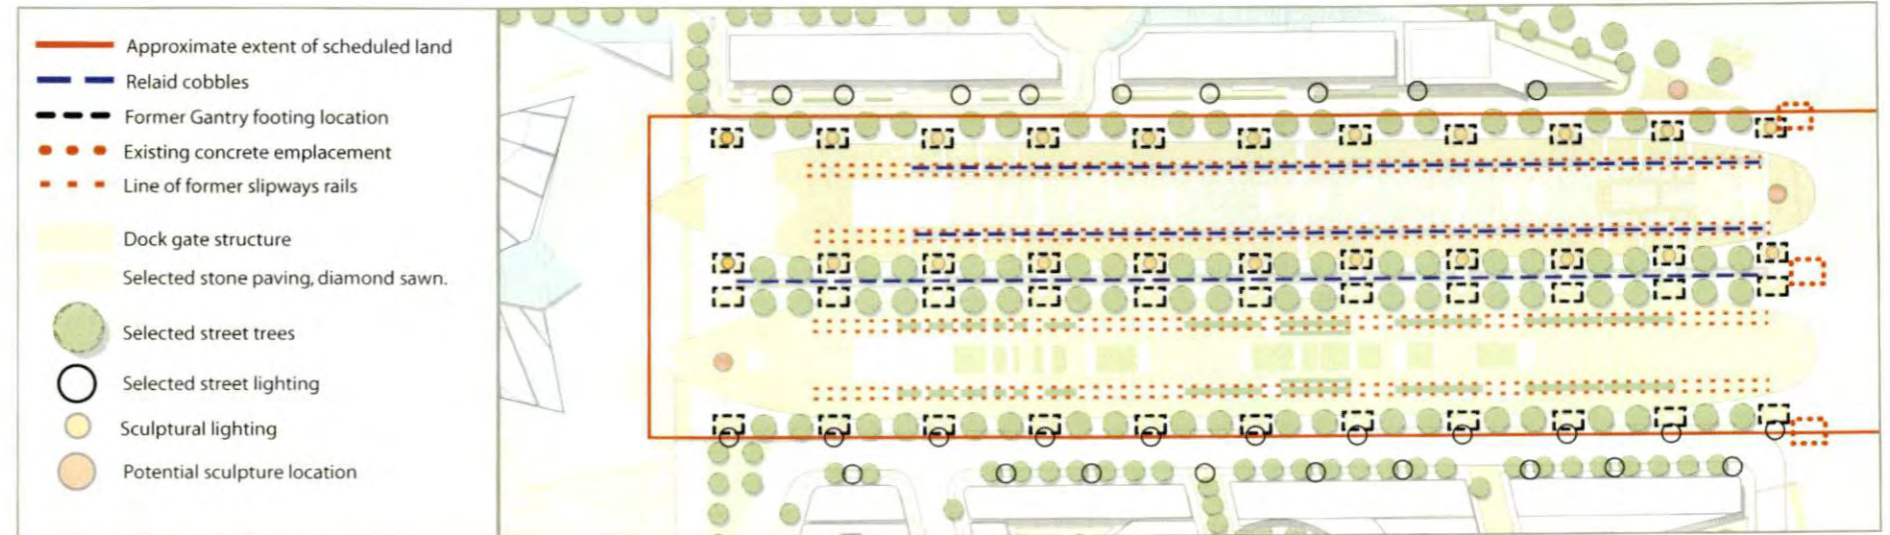 Approximate extent of scheduled land
Relaid cobbles
Former Gantry footing location
Existing concrete emplacement
Line of former slipways rails
Dock gate structure
Selected stone paving, diamond sawn.
Selected street trees
Selected street lighting
Sculptural lighting
Potential sculpture location